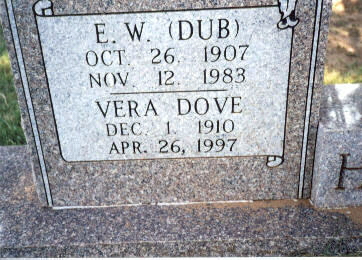 E. W. (DUB)
OCT. 26. 1907
NOV. 12. 1983
VERA DOVE
DEC. 1. 1910
APR. 26, 1997
H